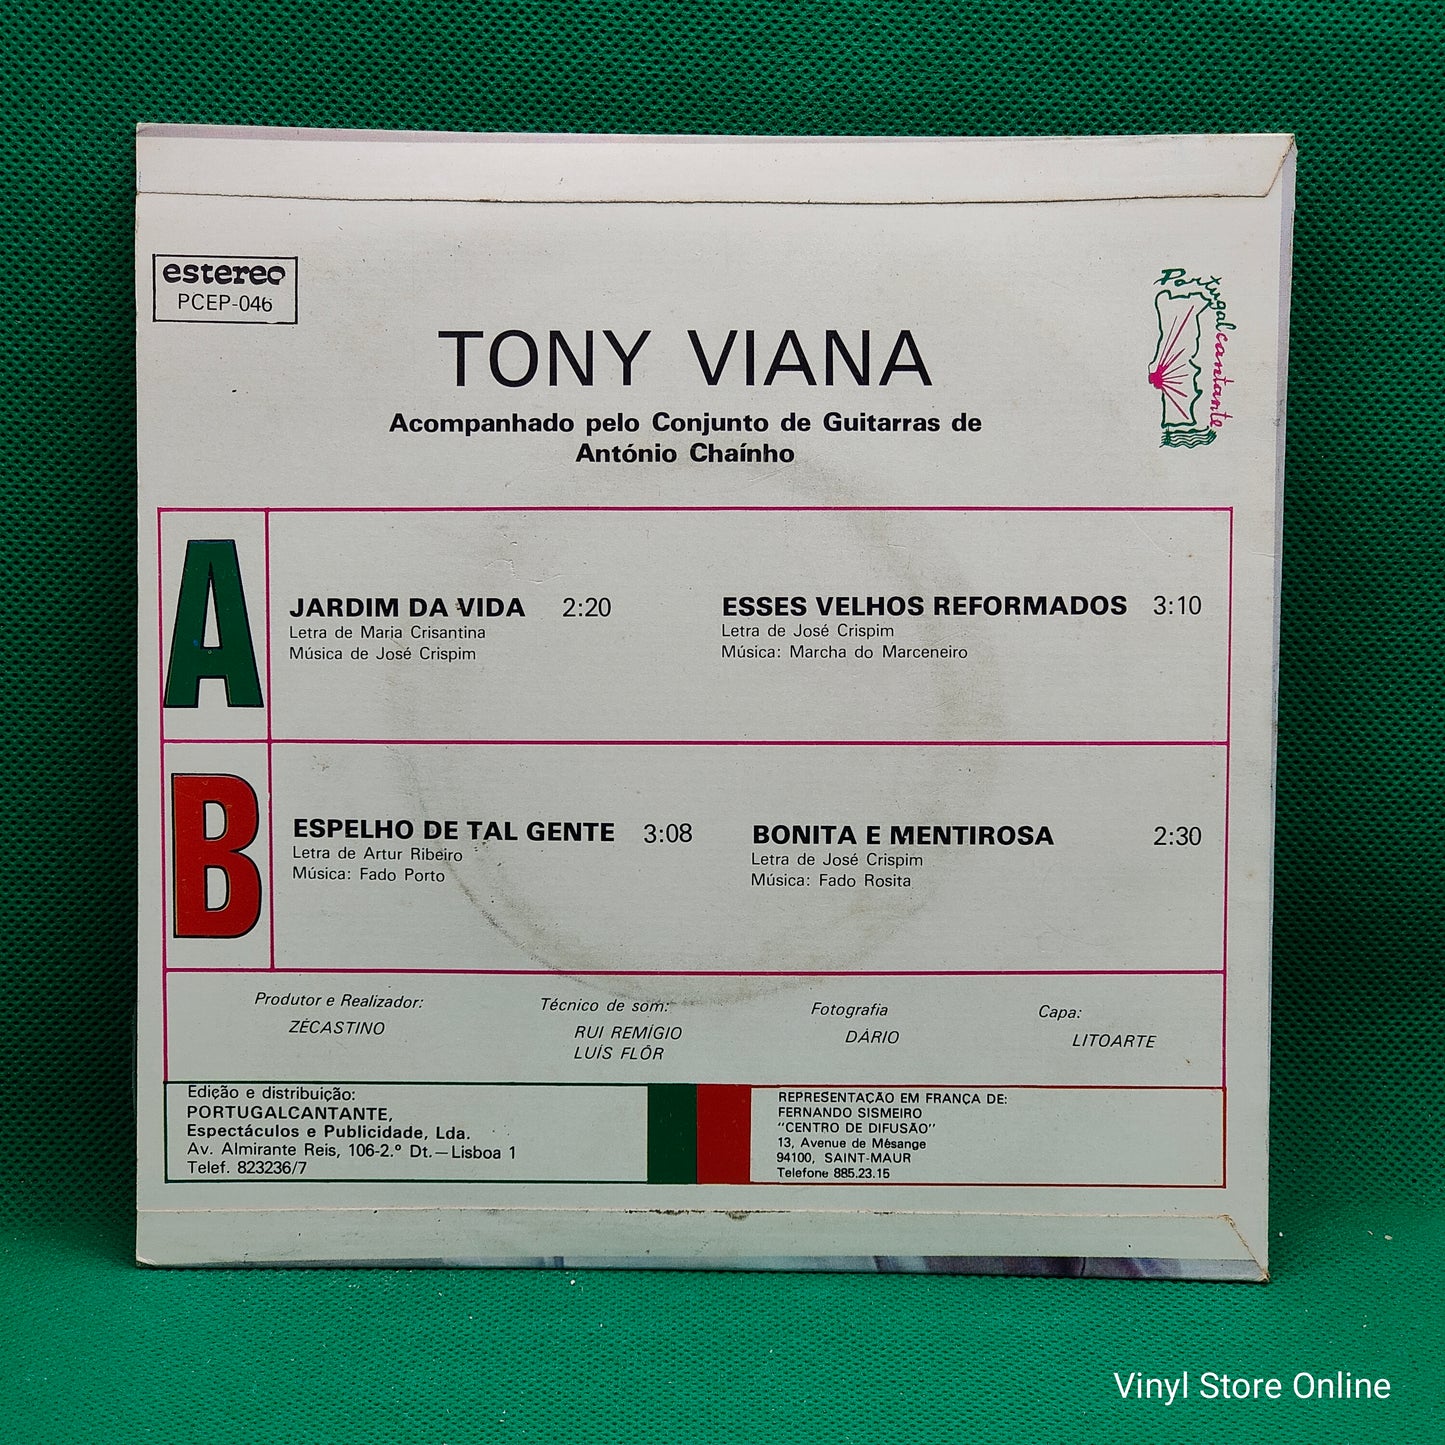 estereo
PCEP-046
Portugalcantante
TONY VIANA
Acompanhado pelo Conjunto de Guitarras de
António Chaínho
A
JARDIM DA VIDA 2:20
Letra de Maria Crisantina
Música de José Crispim
ESSES VELHOS REFORMADOS 3:10
Letra de José Crispim
Música: Marcha do Marceneiro
B
ESPELHO DE TAL GENTE 3:08
Letra de Artur Ribeiro
Música: Fado Porto
BONITA E MENTIROSA 2:30
Letra de José Crispim
Música: Fado Rosita
Produtor e Realizador:
ZÉCASTINO
Técnico de som:
RUI REMÍGIO
LUÍS FLÔR
Fotografia
DÁRIO
Capa:
LITOARTE
Edição e distribuição:
PORTUGALCANTANTE,
Espectáculos e Publicidade, Lda.
Av. Almirante Reis, 106-2.º Dt.—Lisboa 1
Telef. 823236/7
REPRESENTAÇÃO EM FRANÇA DE:
FERNANDO SISMEIRO
"CENTRO DE DIFUSÃO"
13, Avenue de Mésange
94100, SAINT-MAUR
Telefone 885.23.15
Vinyl Store Online